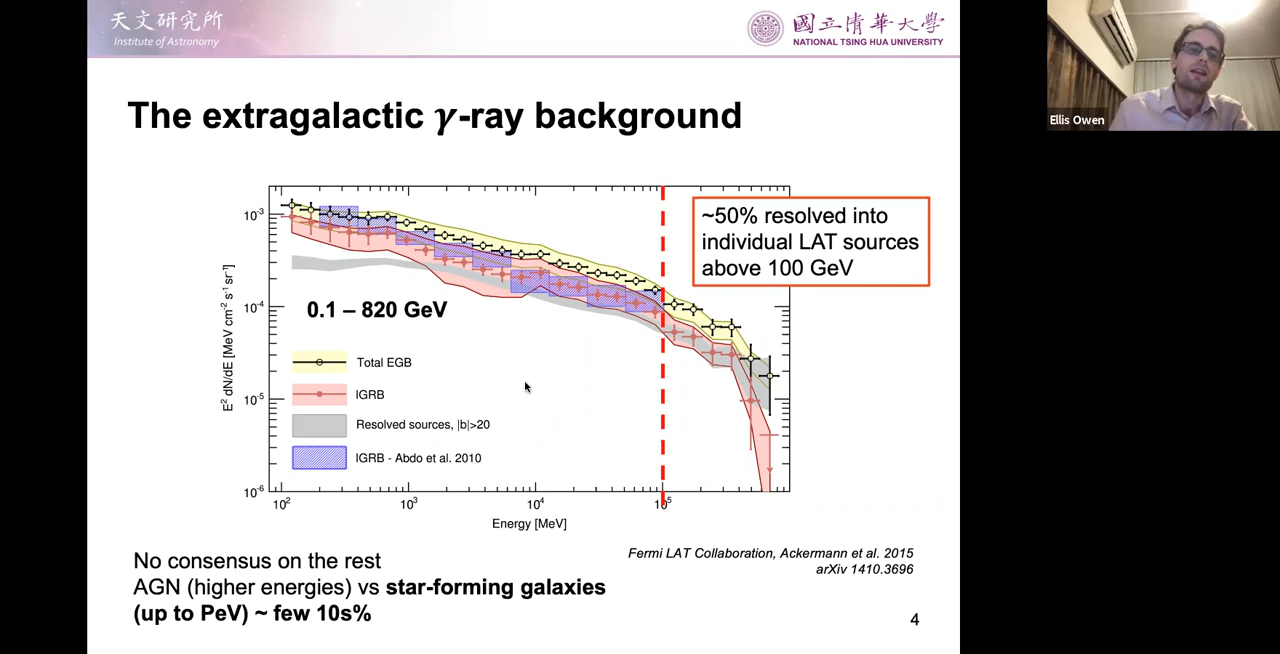 天文研究所
Institute of Astronomy
國立清華大學
NATIONAL TSING HUA UNIVERSITY
Ellis Owen
The extragalactic γ-ray background
~50% resolved into
individual LAT sources
above 100 GeV
E² dN/dE [MeV cm⁻² s⁻¹ sr⁻¹]
10⁻³
10⁻⁴
10⁻⁵
10⁻⁶
0.1 – 820 GeV
Total EGB
IGRB
Resolved sources, |b|>20
IGRB - Abdo et al. 2010
10² 10³ 10⁴ 10⁵
Energy [MeV]
No consensus on the rest
AGN (higher energies) vs star-forming galaxies
(up to PeV) ~ few 10s%
Fermi LAT Collaboration, Ackermann et al. 2015
arXiv 1410.3696
4